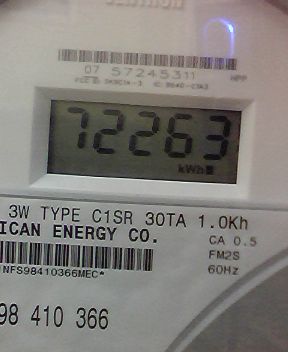 07 57245311 HPP
72263
kWh
3W TYPE C1SR 30TA 1.0Kh
ICAN ENERGY CO.
CA 0.5
FM2S
60Hz
*NFS98410366MEC*
98 410 366